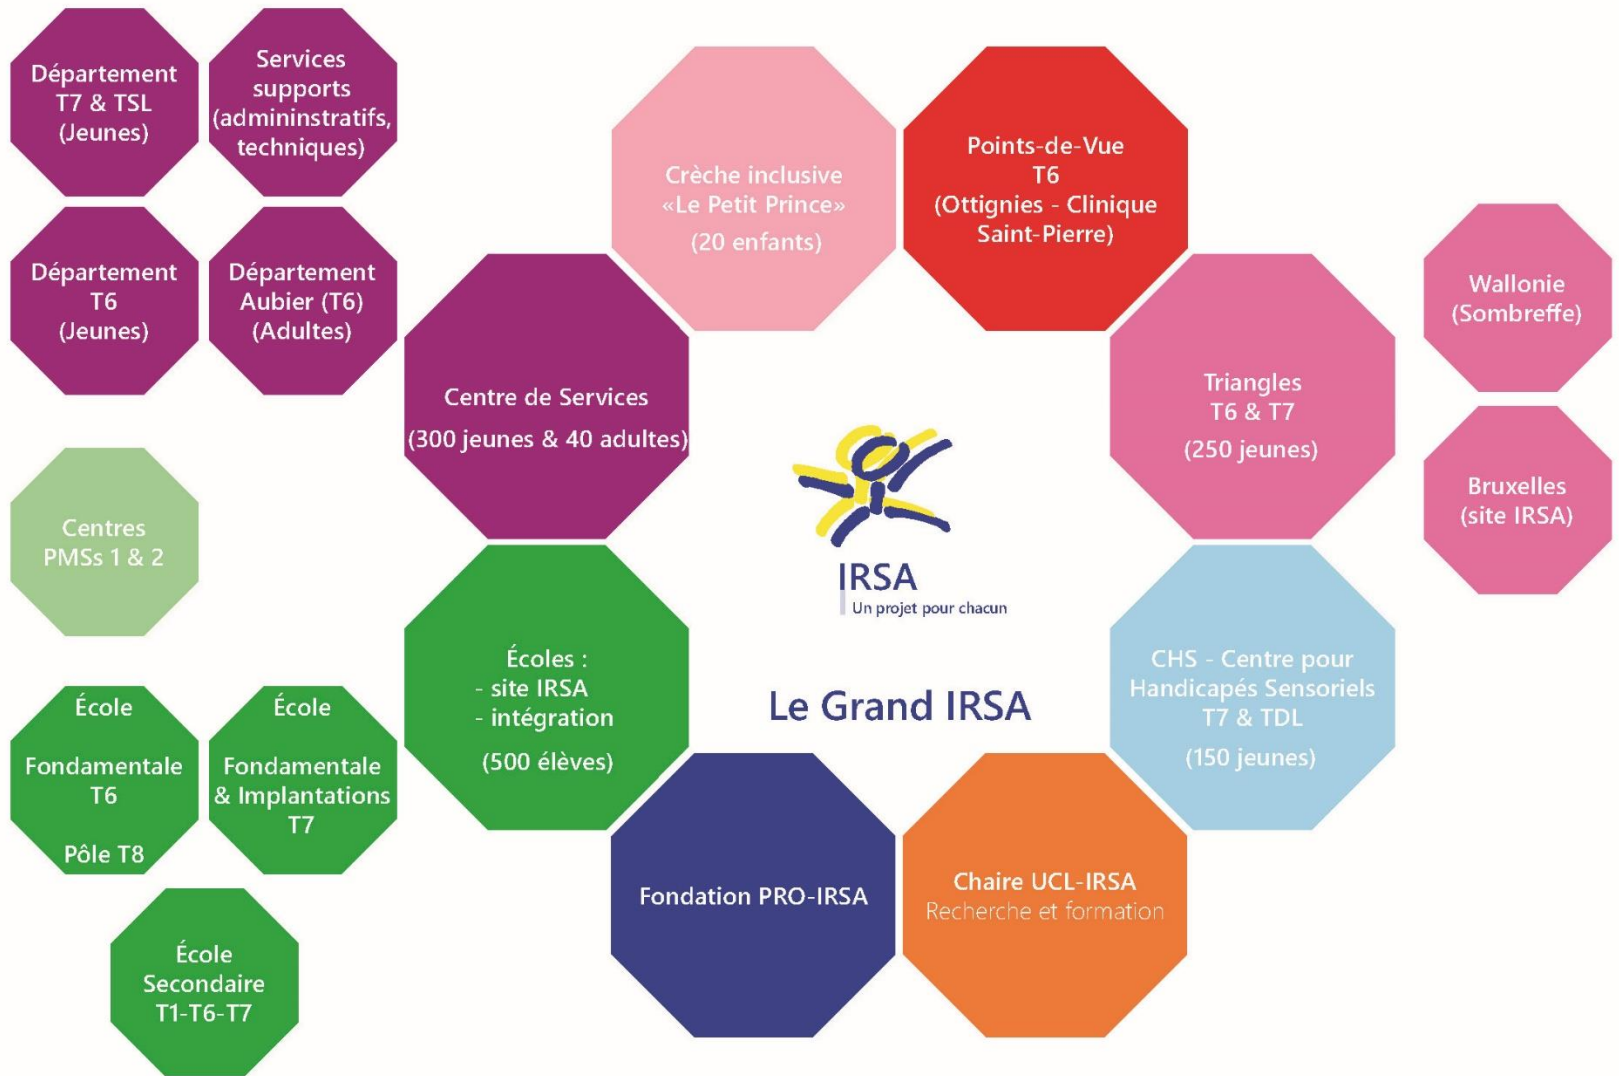 Département
T7 & TSL
(Jeunes)
Services
supports
(admininstratifs,
techniques)
Département
T6
(Jeunes)
Département
Aubier (T6)
(Adultes)
Centres
PMSs 1 & 2
École
Fondamentale
T6
Pôle T8
École
Fondamentale
& Implantations
T7
École
Secondaire
T1-T6-T7
Crèche inclusive
«Le Petit Prince»
(20 enfants)
Points-de-Vue
T6
(Ottignies - Clinique
Saint-Pierre)
Centre de Services
(300 jeunes & 40 adultes)
Triangles
T6 & T7
(250 jeunes)
Wallonie
(Sombreffe)
Bruxelles
(site IRSA)
IRSA
Un projet pour chacun
Le Grand IRSA
Écoles :
- site IRSA
- intégration
(500 élèves)
CHS - Centre pour
Handicapés Sensoriels
T7 & TDL
(150 jeunes)
Fondation PRO-IRSA
Chaire UCL-IRSA
Recherche et formation